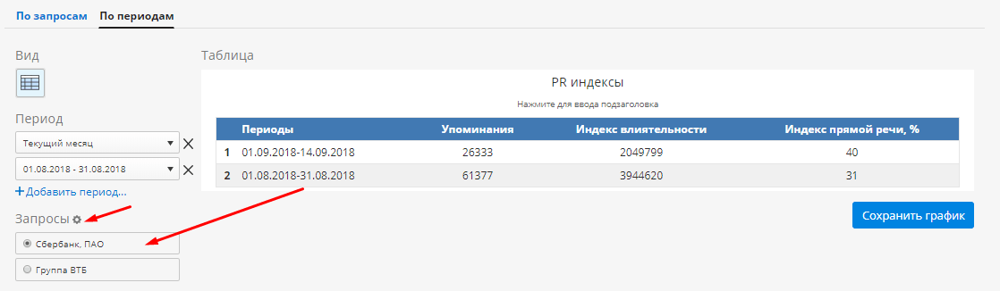 По запросам По периодам
Вид
Период
Текущий месяц
01.08.2018 - 31.08.2018
Добавить период...
Запросы
Сбербанк, ПАО
Группа ВТБ
Таблица
PR индексы
Нажмите для ввода подзаголовка
Периоды Упоминания Индекс влиятельности Индекс прямой речи, %
1 01.09.2018-14.09.2018 26333 2049799 40
2 01.08.2018-31.08.2018 61377 3944620 31
Сохранить график